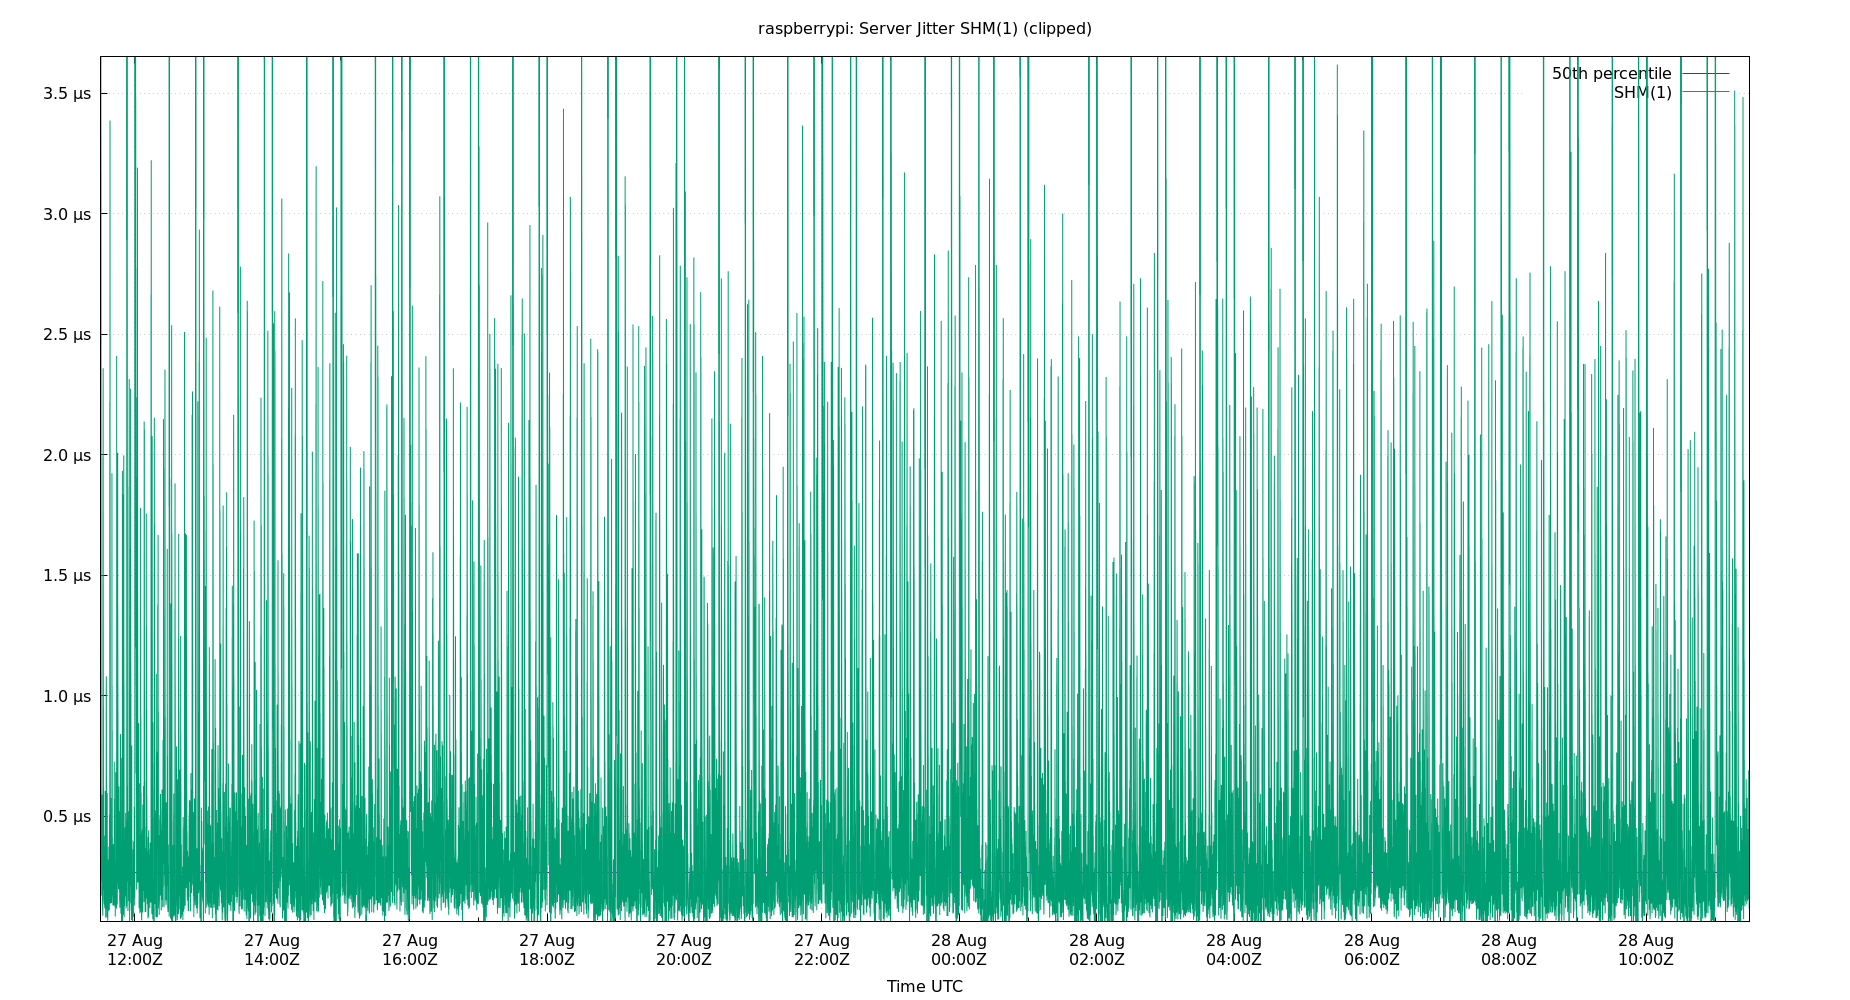 raspberrypi: Server Jitter SHM(1) (clipped)
50th percentile
SHM(1)
3.5 µs
3.0 µs
2.5 µs
2.0 µs
1.5 µs
1.0 µs
0.5 µs
27 Aug 27 Aug 27 Aug 27 Aug 27 Aug 27 Aug 28 Aug 28 Aug 28 Aug 28 Aug 28 Aug 28 Aug
12:00Z 14:00Z 16:00Z 18:00Z 20:00Z 22:00Z 00:00Z 02:00Z 04:00Z 06:00Z 08:00Z 10:00Z
Time UTC